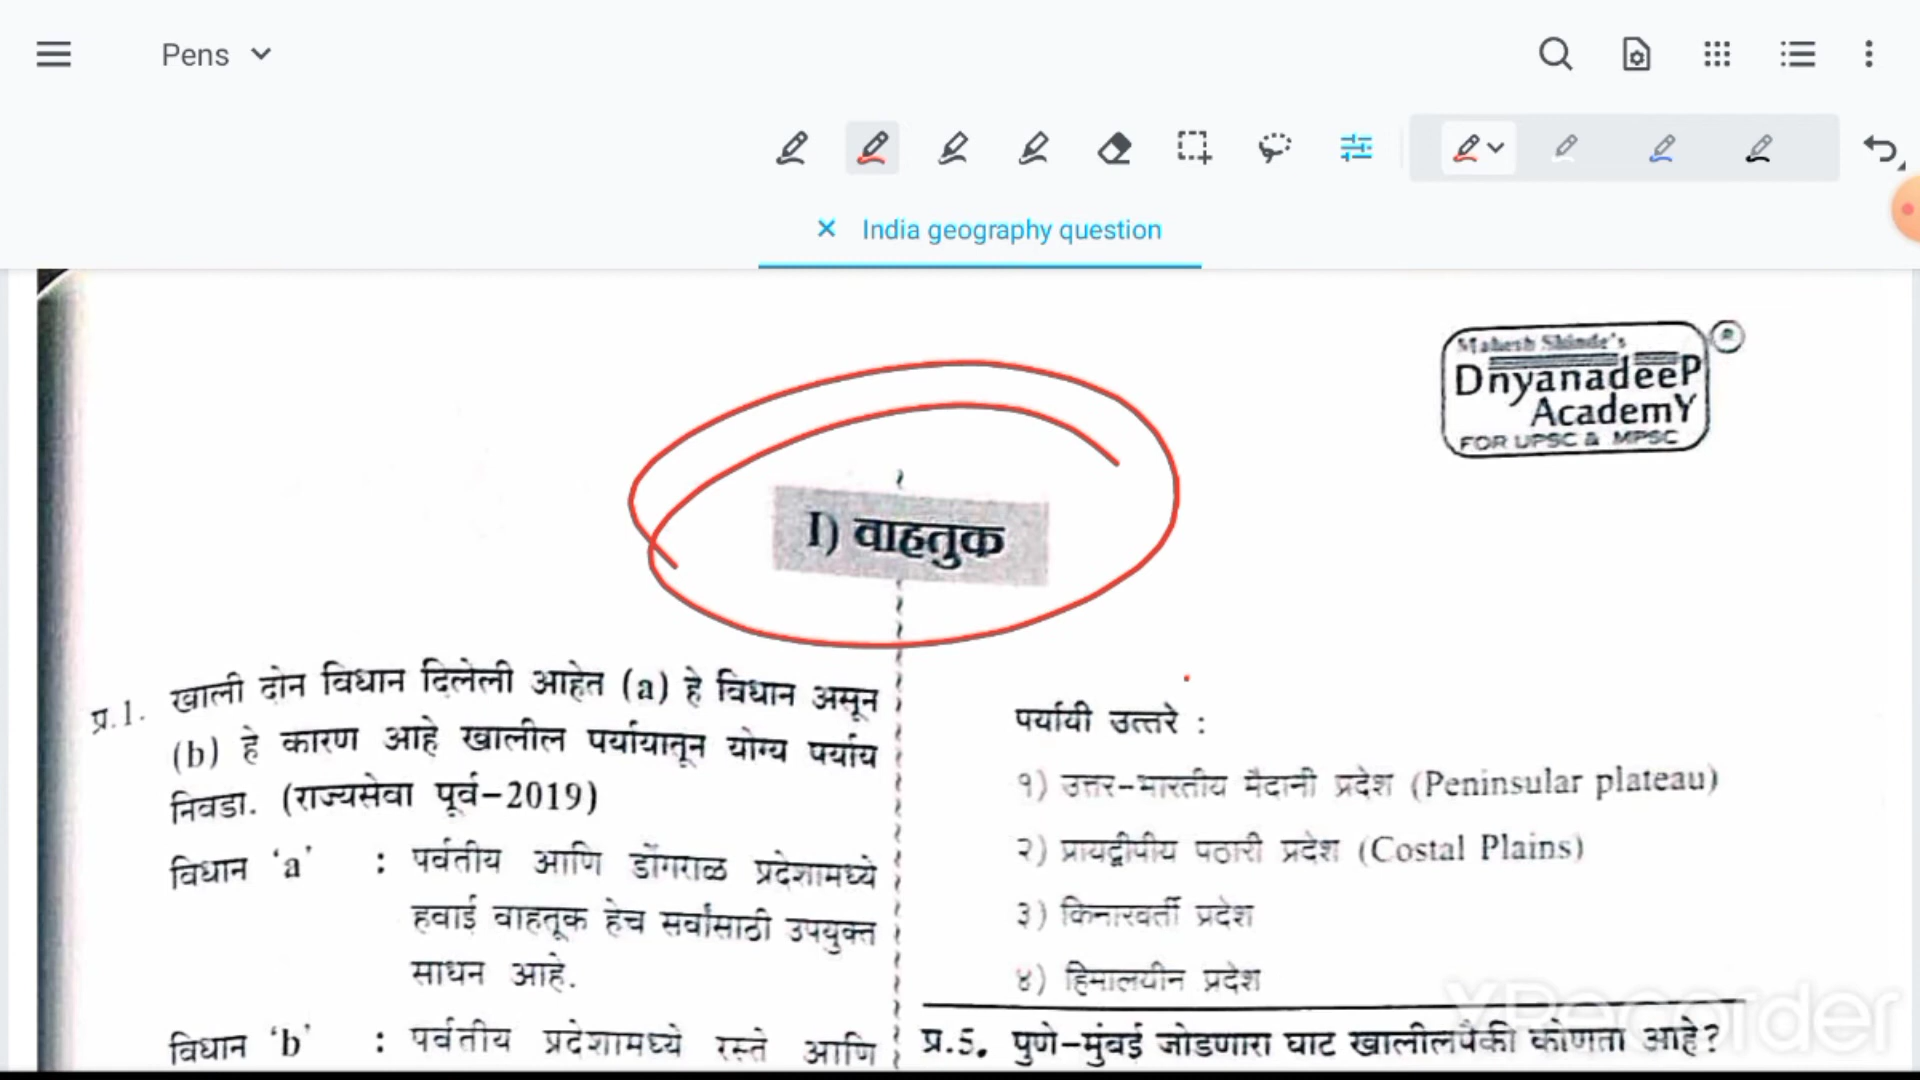 Pens
India geography question
Mahesh Shinde's
DnyanadeeP
AcademY
FOR UPSC & MPSC
®
I) वाहतुक
प्र.1. खाली दोन विधान दिलेली आहेत (a) हे विधान असून
(b) हे कारण आहे खालील पर्यायातून योग्य पर्याय
निवडा. (राज्यसेवा पूर्व-2019)
विधान 'a' : पर्वतीय आणि डोंगराळ प्रदेशामध्ये
हवाई वाहतूक हेच सर्वांसाठी उपयुक्त
साधन आहे.
विधान 'b' : पर्वतीय प्रदेशामध्ये रस्ते आणि
पर्यायी उत्तरे :
१) उत्तर-भारतीय मैदानी प्रदेश (Peninsular plateau)
२) प्रायद्वीपीय पठारी प्रदेश (Costal Plains)
३) किनारवर्ती प्रदेश
४) हिमालयीन प्रदेश
प्र.5. पुणे-मुंबई जोडणारा घाट खालीलपैकी कोणता आहे?
XRecorder